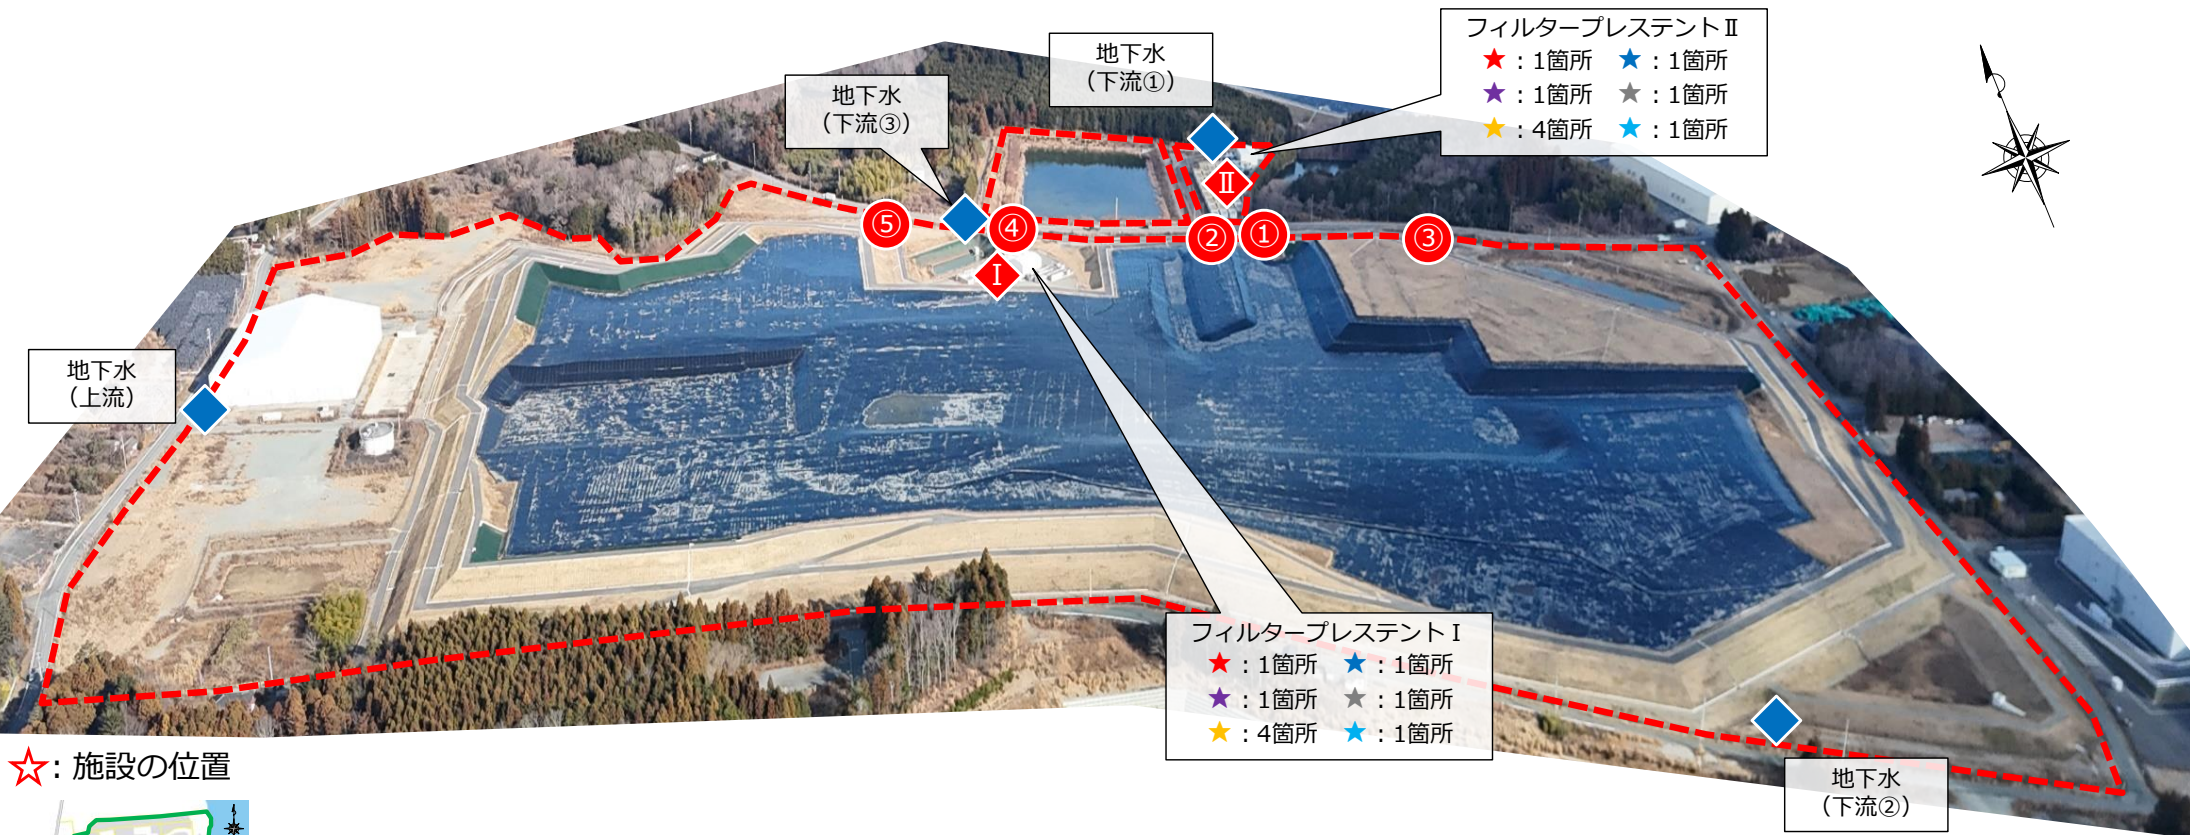 フィルタープレステントⅡ
★：1箇所 ★：1箇所
★：1箇所 ★：1箇所
★：4箇所 ★：1箇所
地下水
（下流①）
地下水
（下流③）
Ⅱ
⑤
④
②
①
③
Ⅰ
地下水
（上流）
フィルタープレステントⅠ
★：1箇所 ★：1箇所
★：1箇所 ★：1箇所
★：4箇所 ★：1箇所
☆：施設の位置
地下水
（下流②）